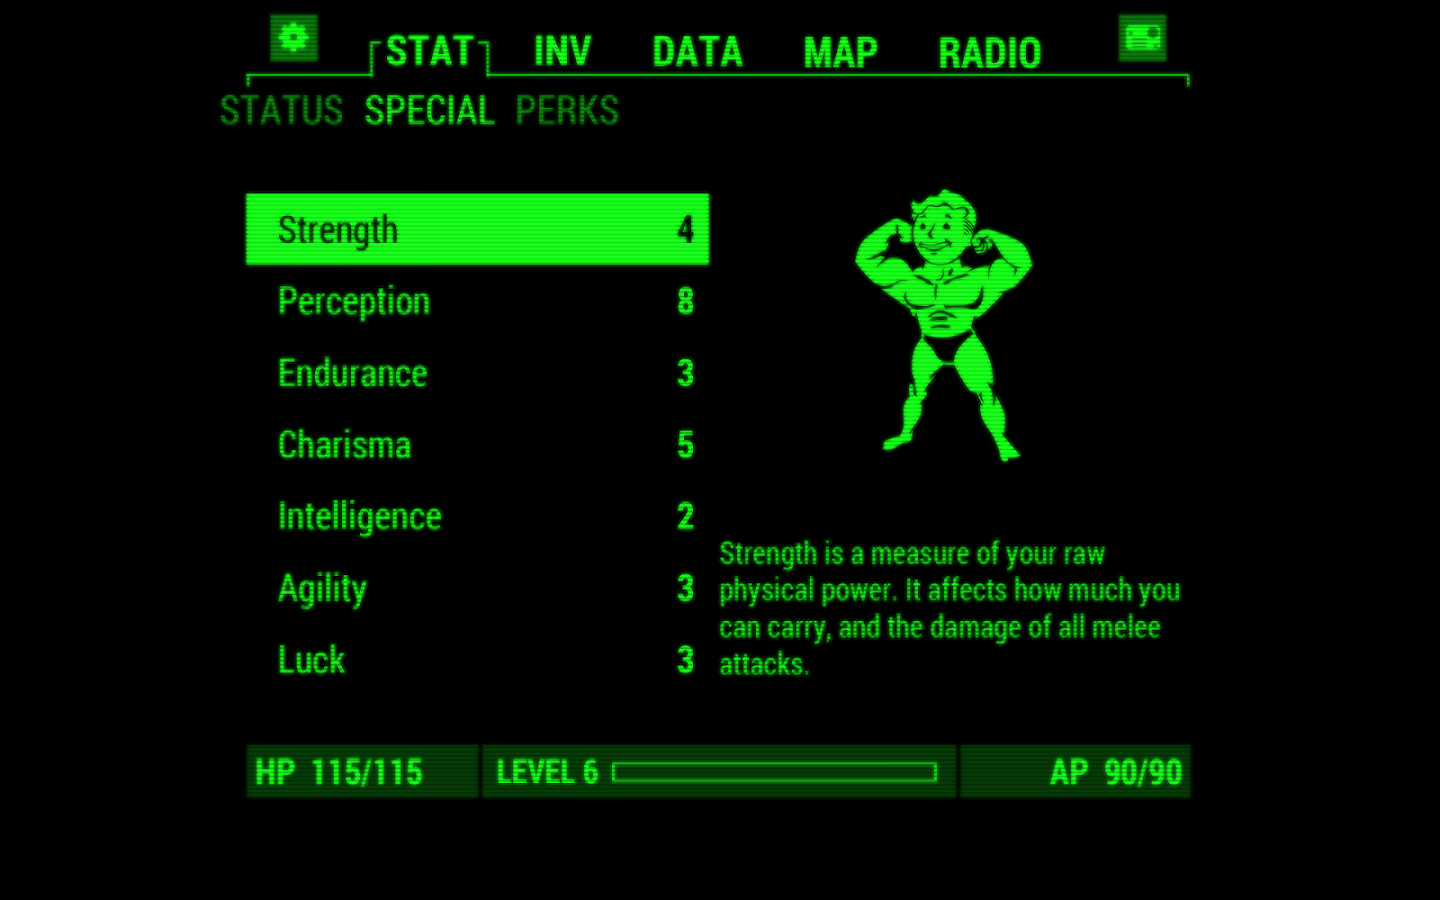 STAT INV DATA MAP RADIO
STATUS SPECIAL PERKS
Strength 4
Perception 8
Endurance 3
Charisma 5
Intelligence 2
Agility 3
Luck 3
Strength is a measure of your raw
physical power. It affects how much you
can carry, and the damage of all melee
attacks.
HP 115/115 LEVEL 6 AP 90/90